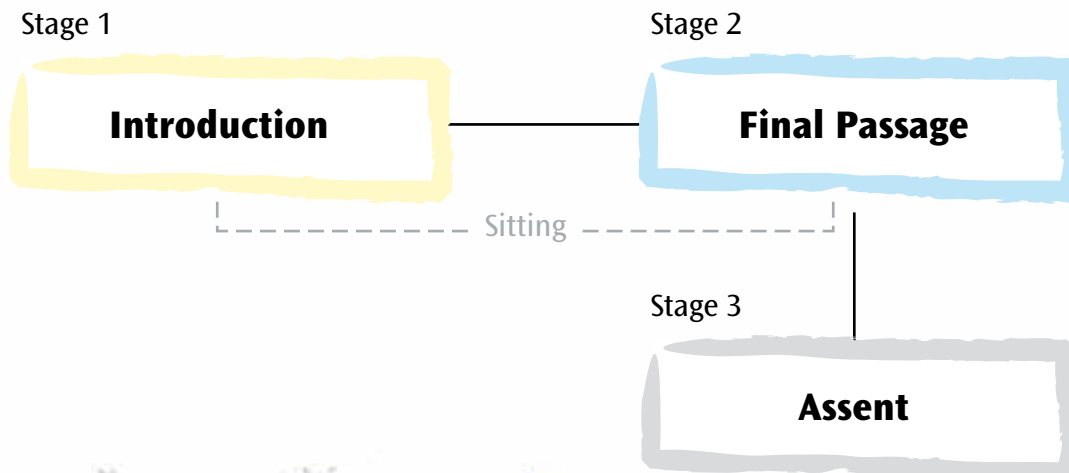 Stage 1
Stage 2
Introduction
Final Passage
Sitting
Stage 3
Assent